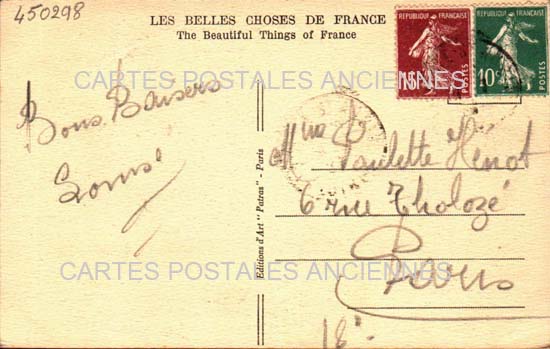 450298
LES BELLES CHOSES DE FRANCE
The Beautiful Things of France
REPUBLIQUE FRANÇAISE
POSTES
REPUBLIQUE FRANÇAISE
10c
POSTES
CARTES POSTALES ANCIENNES
Bons Baisers
Louise
Editions d'Art "Patras" - Paris
Paulette Hénot
6 rue Tholozé
Paris
18e
CARTES POSTALES ANCIENNES